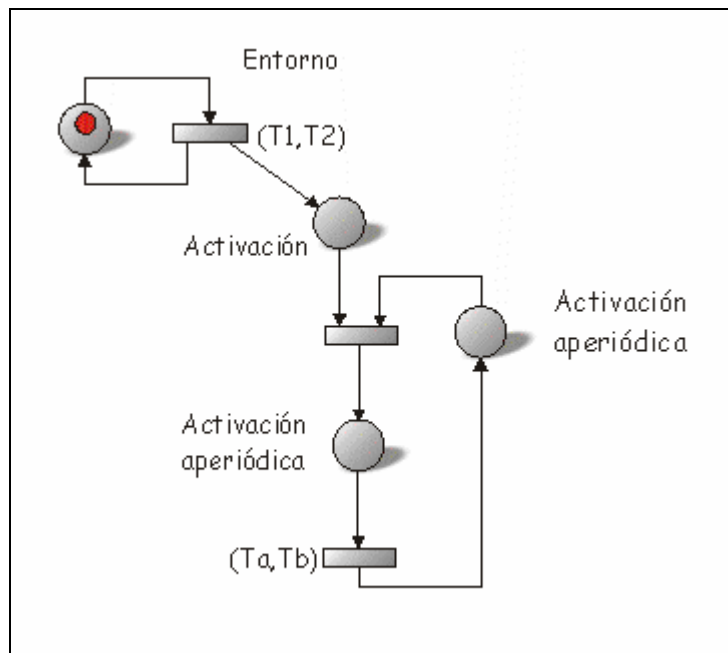 Entorno
(T1,T2)
Activación
Activación
aperiódica
Activación
aperiódica
(Ta,Tb)